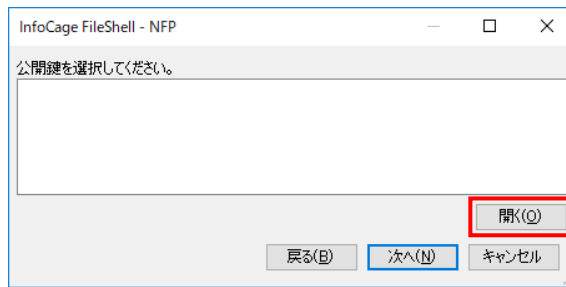 InfoCage FileShell - NFP
公開鍵を選択してください。
開く(O)
戻る(B) 次へ(N) キャンセル